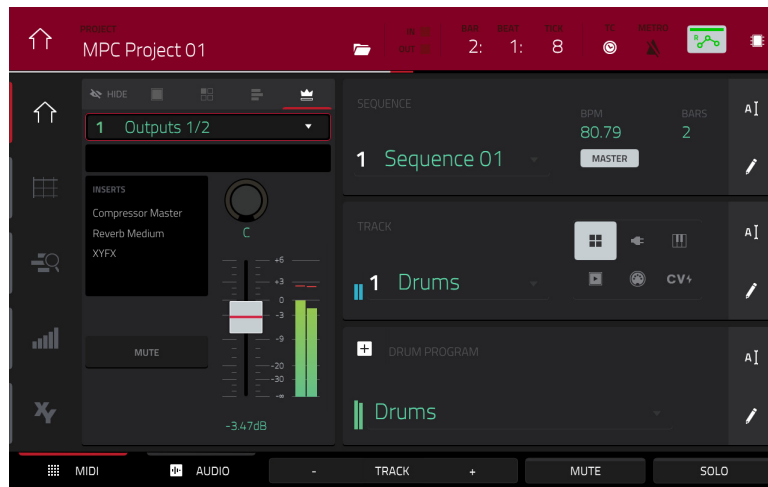 PROJECT
MPC Project 01
IN
OUT
BAR BEAT TICK
2: 1: 8
TC
METRO
R
HIDE
1 Outputs 1/2
INSERTS
Compressor Master
Reverb Medium
XYFX
C
+6
+3
0
-3
-9
-20
-30
-∞
MUTE
-3.47dB
SEQUENCE
BPM
BARS
80.79
2
1 Sequence 01
MASTER
TRACK
1 Drums
CV
DRUM PROGRAM
Drums
A
A
A
XY
MIDI
AUDIO
- TRACK +
MUTE
SOLO